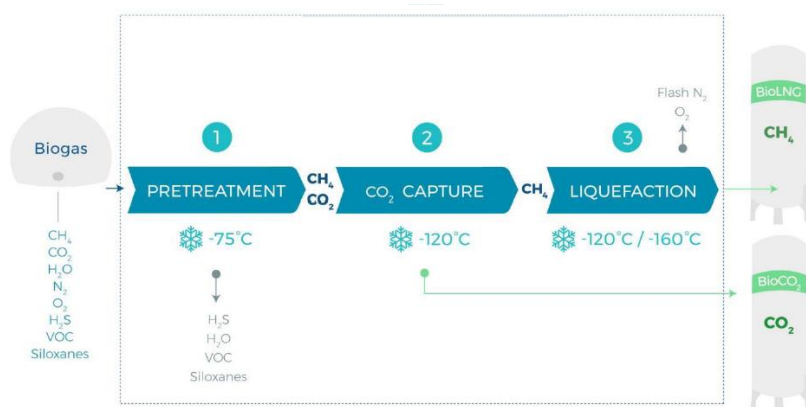 Biogas
CH₄
CO₂
H₂O
N₂
O₂
H₂S
VOC
Siloxanes
1
PRETREATMENT
-75°C
H₂S
H₂O
VOC
Siloxanes
CH₄
CO₂
2
CO₂ CAPTURE
-120°C
CH₄
3
Flash N₂
O₂
LIQUEFACTION
-120°C / -160°C
BioLNG
CH₄
BioCO₂
CO₂